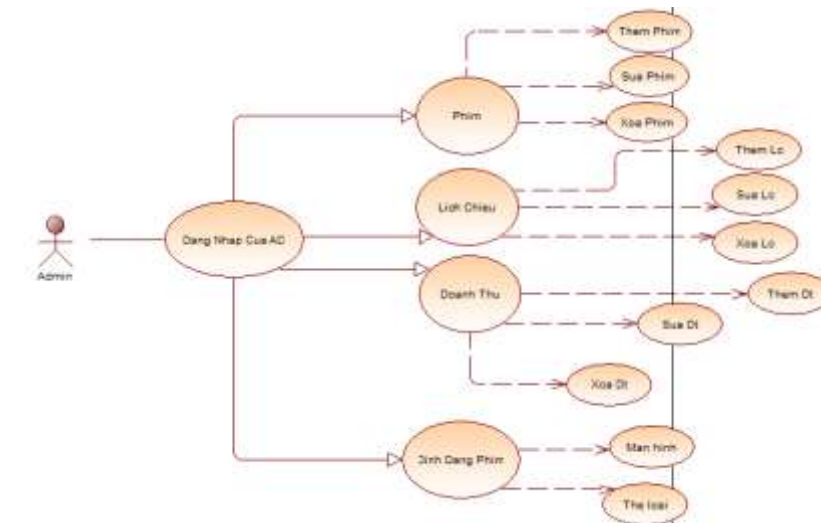 Them Phim
Sua Phim
Phim
Xoa Phim
Them Lc
Lich Chieu
Sua Lc
Dang Nhap Cua AD
Xoa Lc
Admin
Doanh Thu
Them Dt
Sua Dt
Xoa Dt
Man hinh
Dinh Dang Phim
The loai